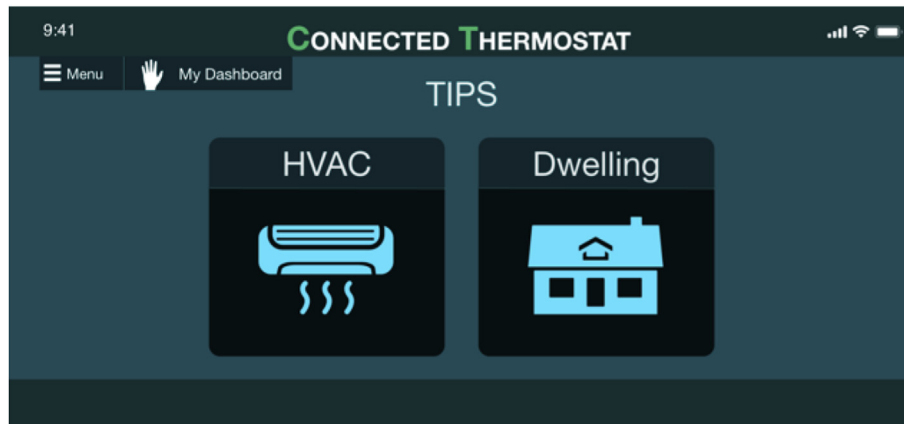 9:41
CONNECTED THERMOSTAT
Menu
My Dashboard
TIPS
HVAC
Dwelling